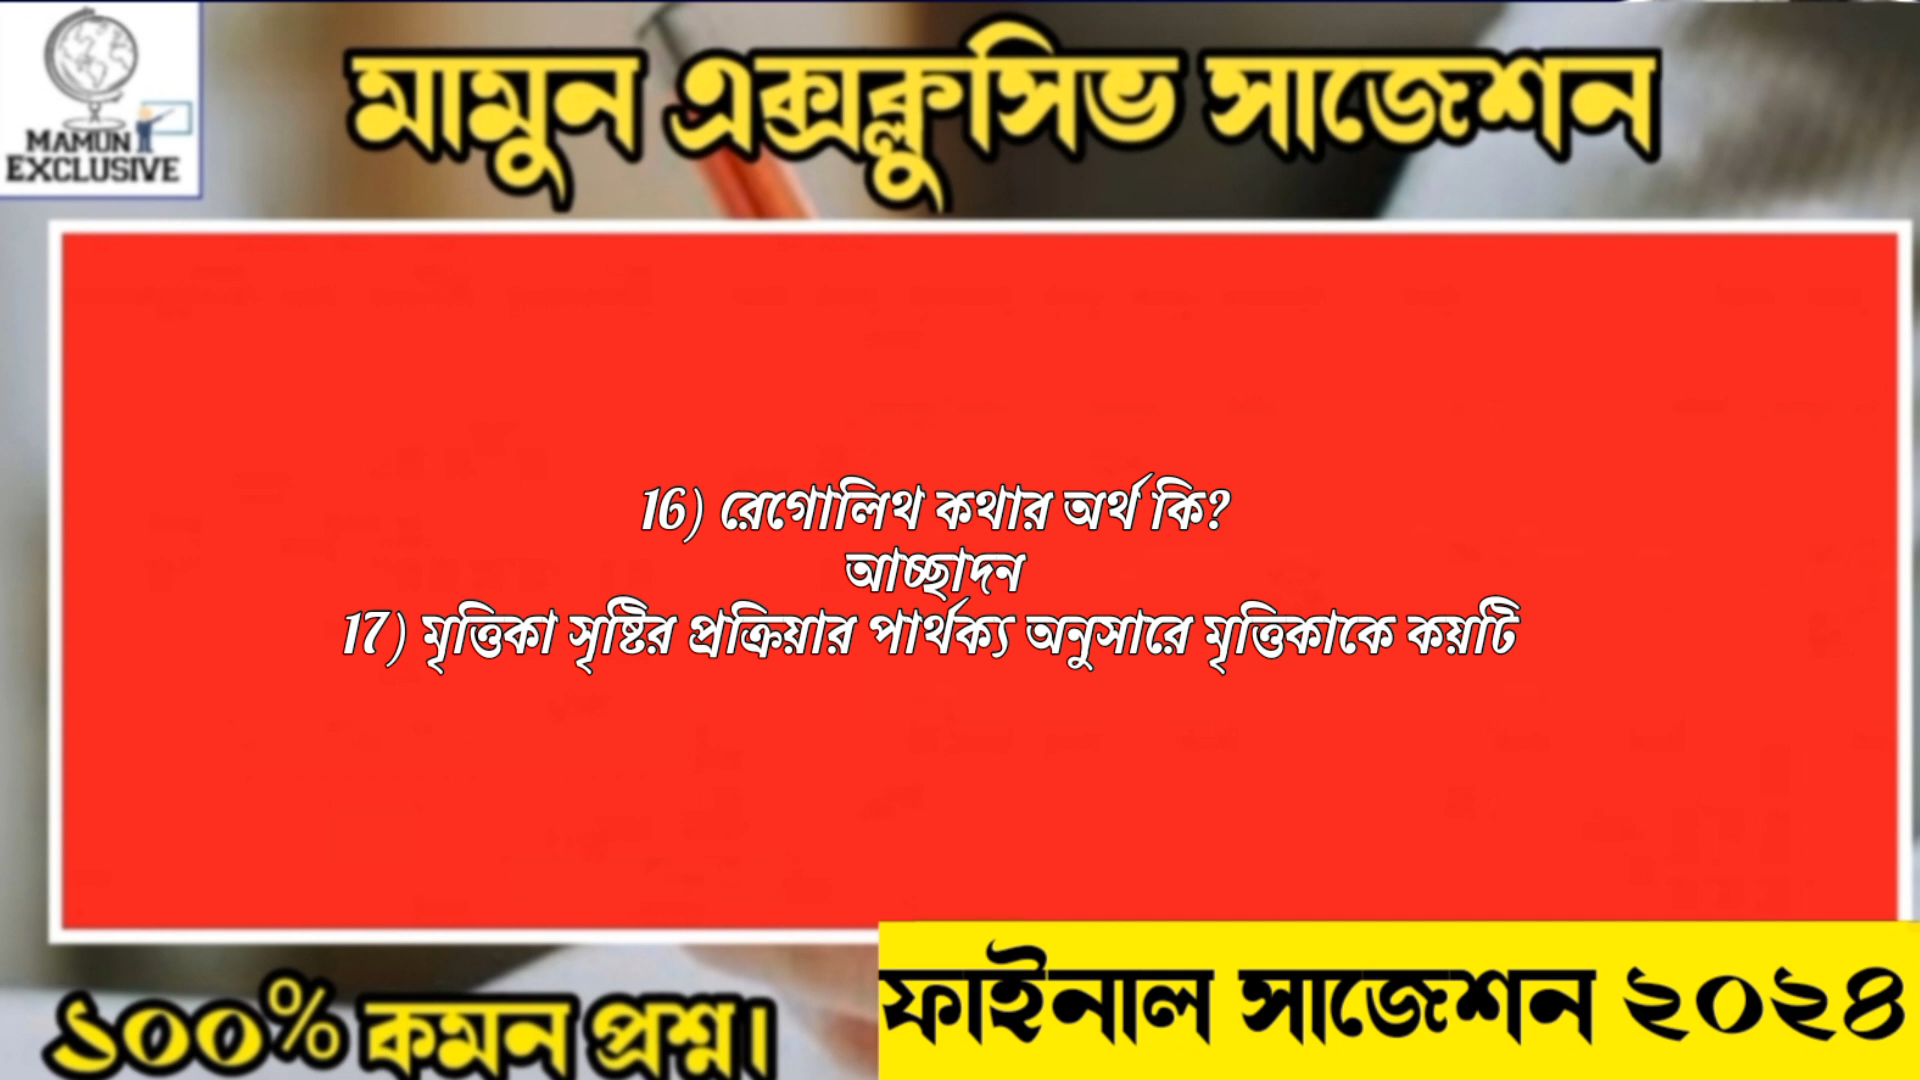 MAMUN
EXCLUSIVE
মামুন এক্সক্লুসিভ সাজেশন
16) রেগোলিথ কথার অর্থ কি?
আচ্ছাদন
17) মৃত্তিকা সৃষ্টির প্রক্রিয়ার পার্থক্য অনুসারে মৃত্তিকাকে কয়টি
১০০% কমন প্রশ্ন।
ফাইনাল সাজেশন ২০২৪